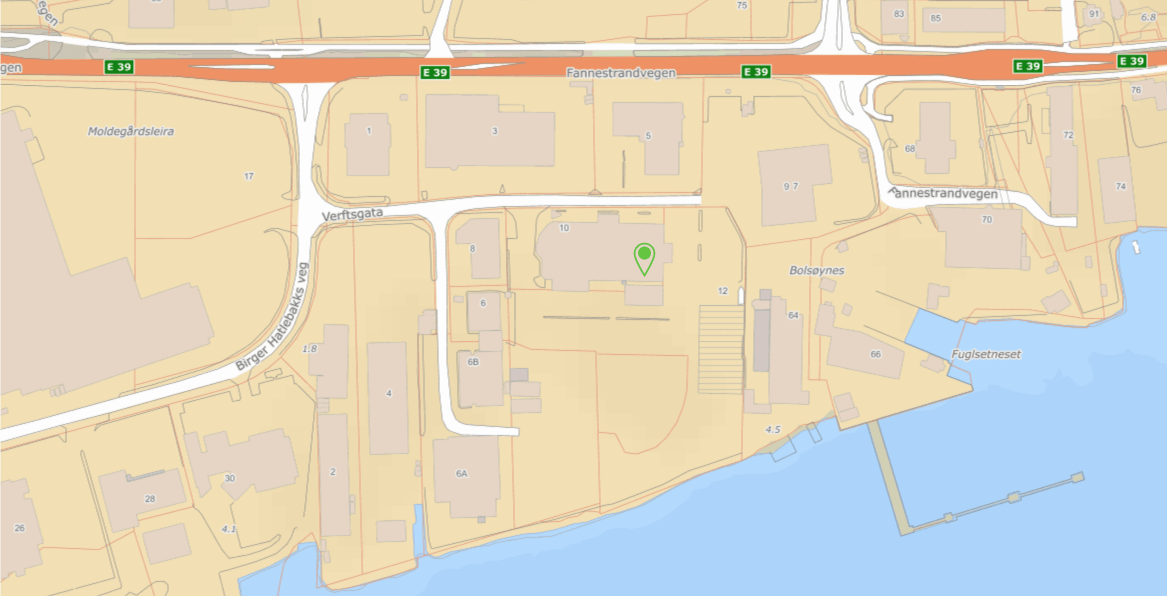 egen
75
83
85
91
6.8
gen
E 39
E 39
Fannestrandvegen
E 39
E 39
E 39
76
Moldegårdsleira
1
3
5
68
72
17
9.7
74
Verftsgata
Fannestrandvegen
70
8
10
Bolsøynes
12
6
64
Birger Hatlebakks veg
1.8
6B
66
Fuglsetneset
4
4.5
2
6A
30
28
26
4.1